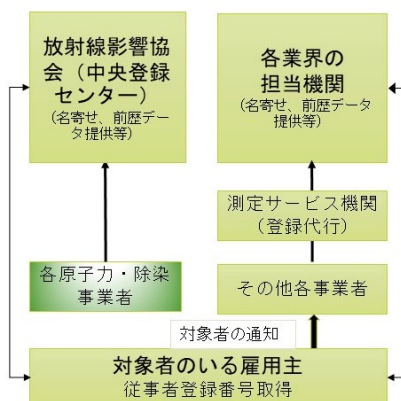 放射線影響協
会（中央登録
センター）
（名寄せ、前歴デー
タ提供等）
各業界の
担当機関
（名寄せ、前歴データ
提供等）
測定サービス機関
（登録代行）
各原子力・除染
事業者
その他各事業者
対象者の通知
対象者のいる雇用主
従事者登録番号取得